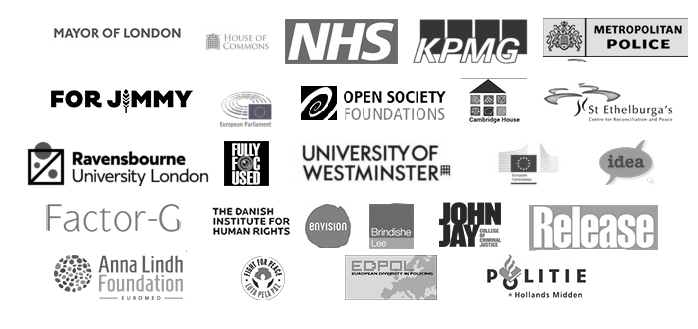 MAYOR OF LONDON
HOUSE OF
COMMONS
NHS
KPMG
METROPOLITAN
POLICE
FOR JIMMY
European Parliament
OPEN SOCIETY
FOUNDATIONS
Cambridge House
St Ethelburga's
Centre for Reconciliation and Peace
Ravensbourne
University London
FULLY
FOC
USED
UNIVERSITY OF
WESTMINSTER
European
Commission
idea
Factor-G
THE DANISH
INSTITUTE FOR
HUMAN RIGHTS
ENVISION
Brindishe
Lee
JOHN
JAY
COLLEGE
OF
CRIMINAL
JUSTICE
Release
Anna Lindh
Foundation
EUROMED
FIGHT FOR PEACE
LUTA PELA PAZ
EDPOL
EUROPEAN DIVERSITY IN POLICING
POLITIE
Hollands Midden